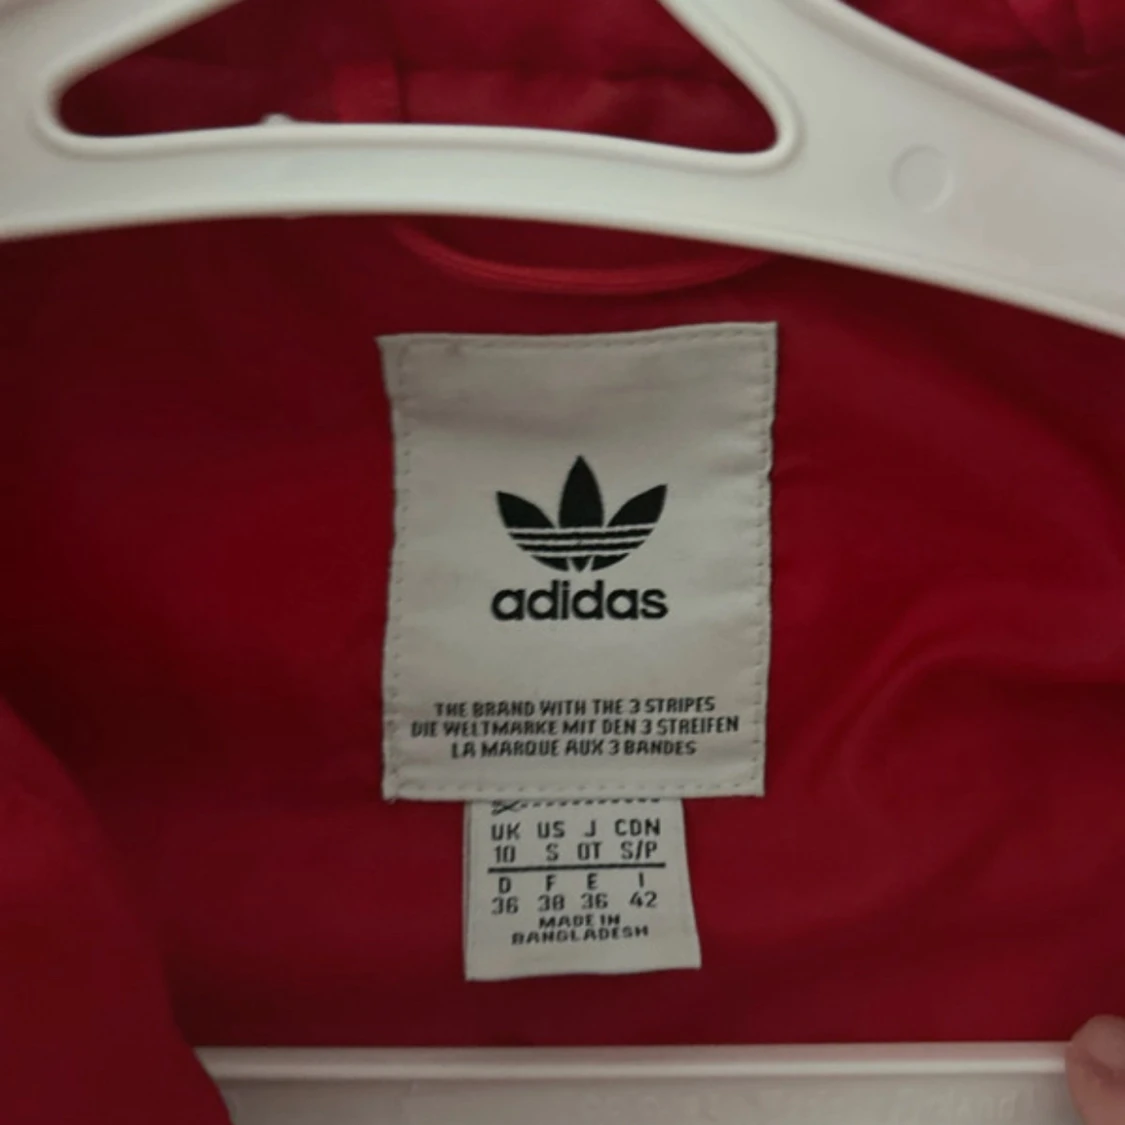 adidas
THE BRAND WITH THE 3 STRIPES
DIE WELTMARKE MIT DEN 3 STREIFEN
LA MARQUE AUX 3 BANDES
UK US J CDN
10 S OT S/P
D F E I
36 38 36 42
MADE IN
BANGLADESH